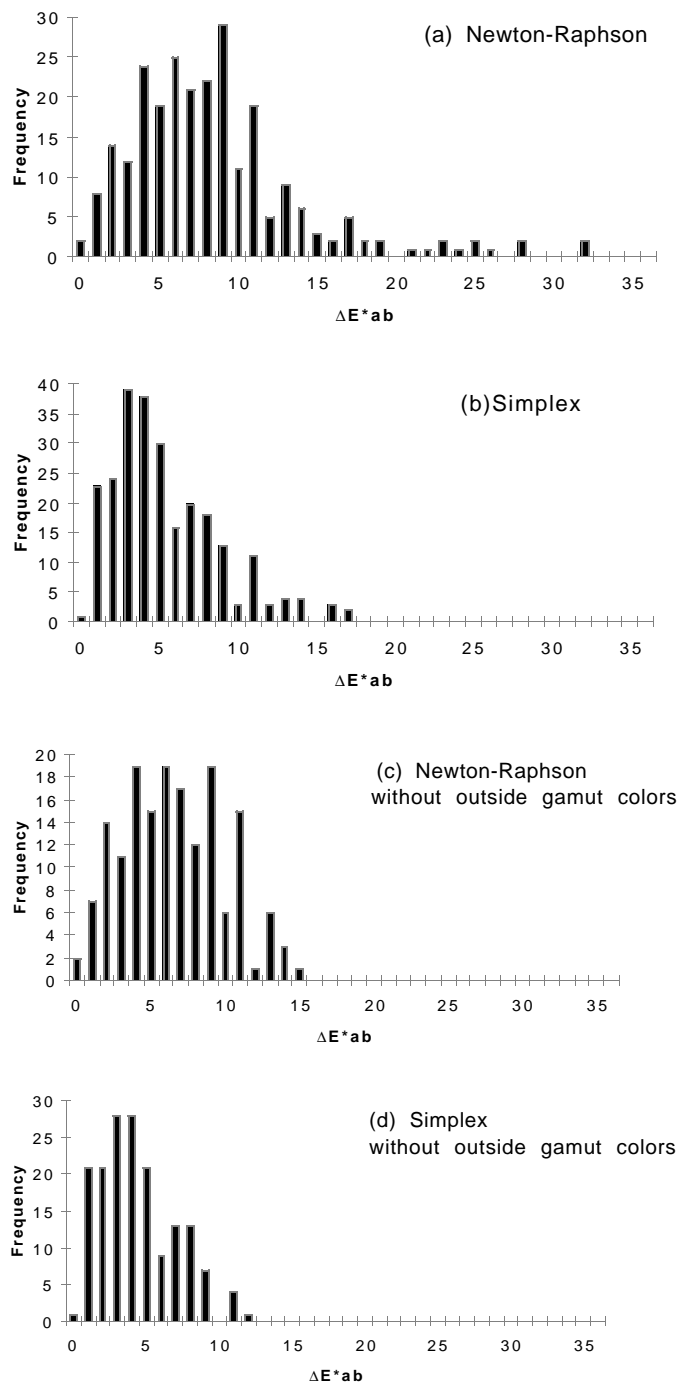 (a) Newton-Raphson
30
25
20
15
10
5
0
Frequency
0 5 10 15 20 25 30 35
ΔE*ab
(b)Simplex
40
35
30
25
20
15
10
5
0
Frequency
0 5 10 15 20 25 30 35
ΔE*ab
(c) Newton-Raphson
without outside gamut colors
20
18
16
14
12
10
8
6
4
2
0
Frequency
0 5 10 15 20 25 30 35
ΔE*ab
(d) Simplex
without outside gamut colors
30
25
20
15
10
5
0
Frequency
0 5 10 15 20 25 30 35
ΔE*ab